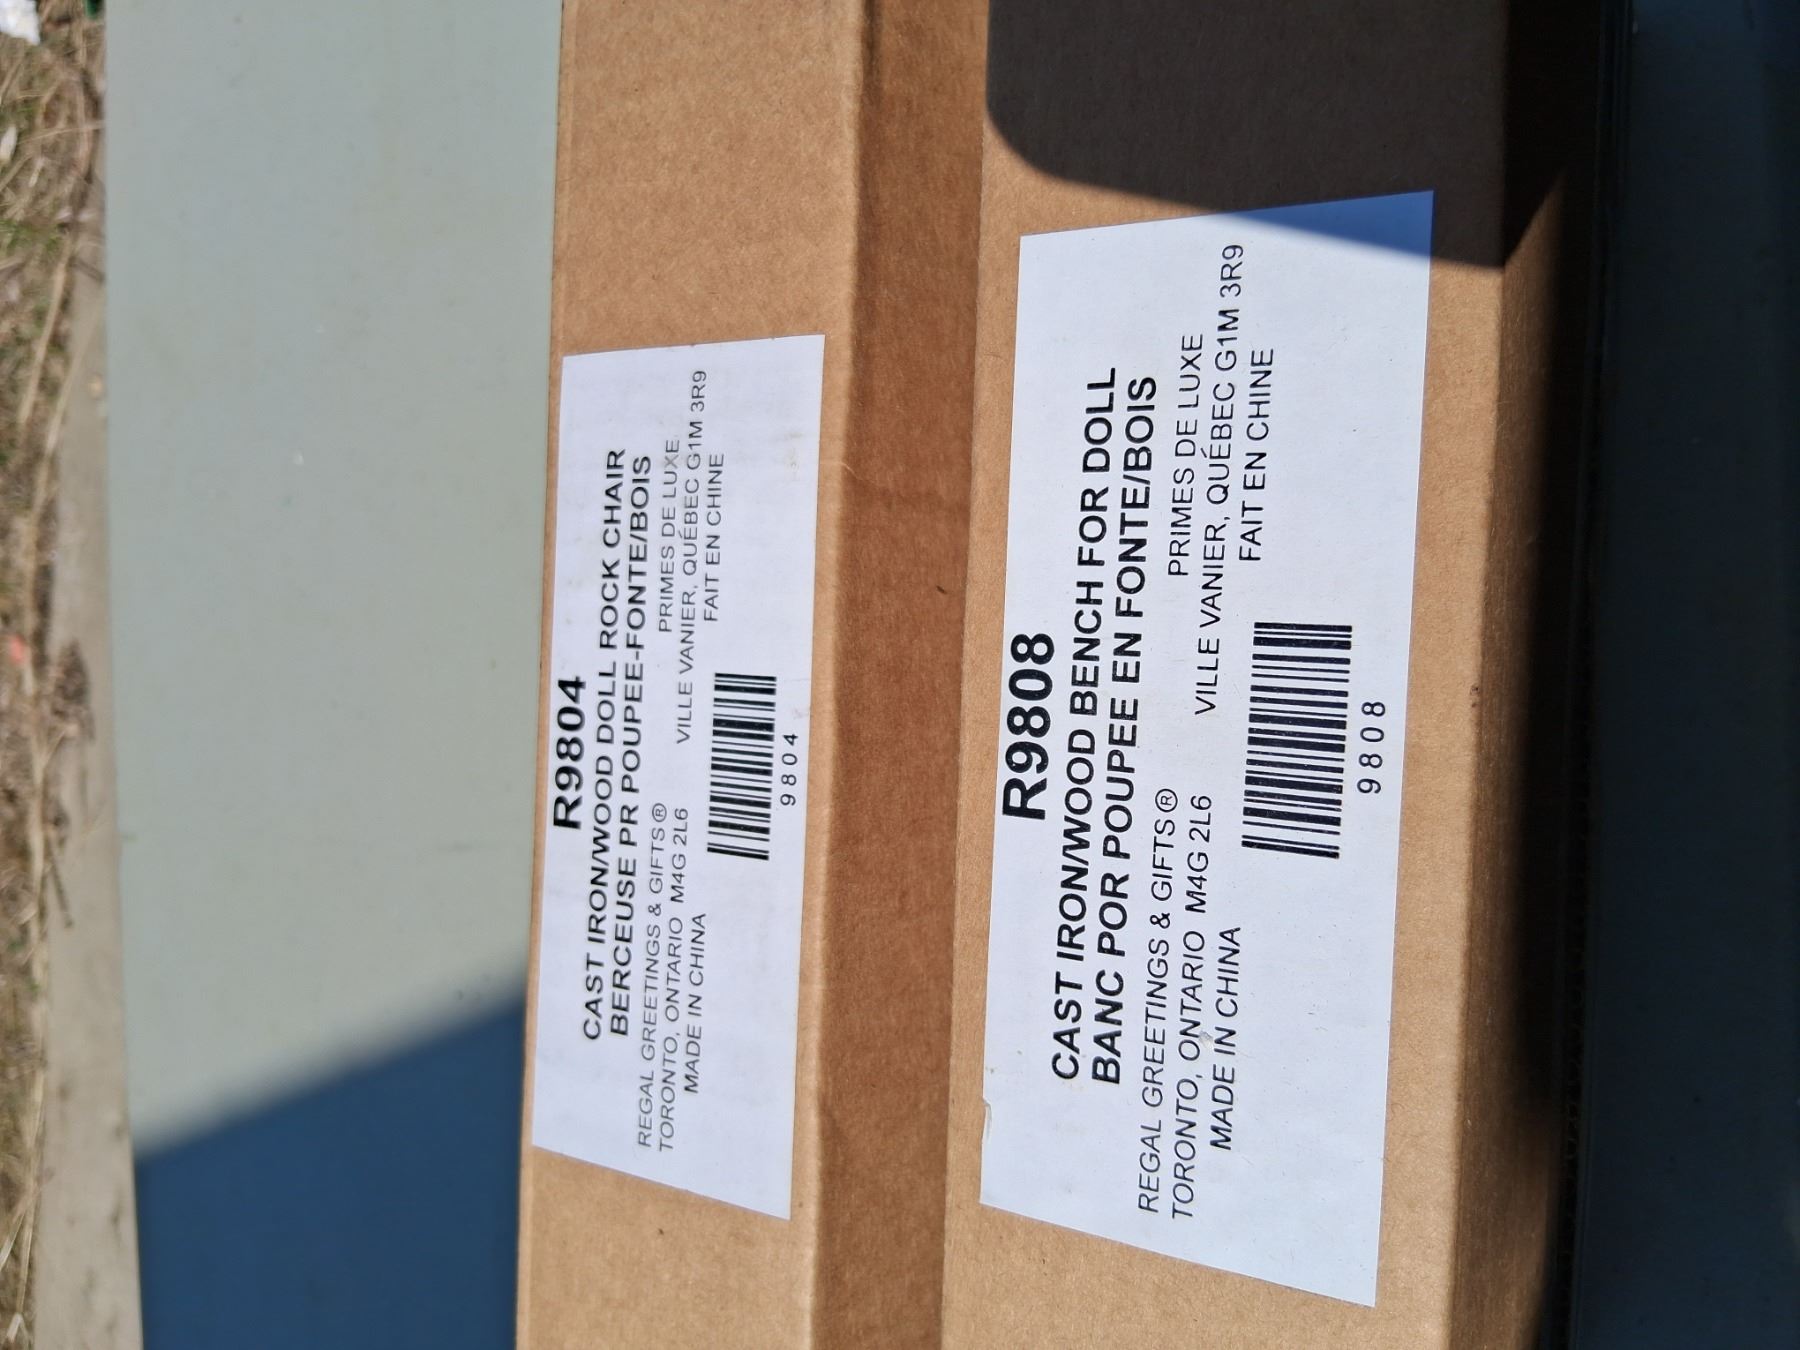 R9804
CAST IRON/WOOD DOLL ROCK CHAIR
BERCEUSE PR POUPEE-FONTE/BOIS
REGAL GREETINGS & GIFTS® PRIMES DE LUXE
TORONTO, ONTARIO M4G 2L6 VILLE VANIER, QUÉBEC G1M 3R9
MADE IN CHINA FAIT EN CHINE
9804
R9808
CAST IRON/WOOD BENCH FOR DOLL
BANC POR POUPEE EN FONTE/BOIS
REGAL GREETINGS & GIFTS® PRIMES DE LUXE
TORONTO, ONTARIO M4G 2L6 VILLE VANIER, QUÉBEC G1M 3R9
MADE IN CHINA FAIT EN CHINE
9808